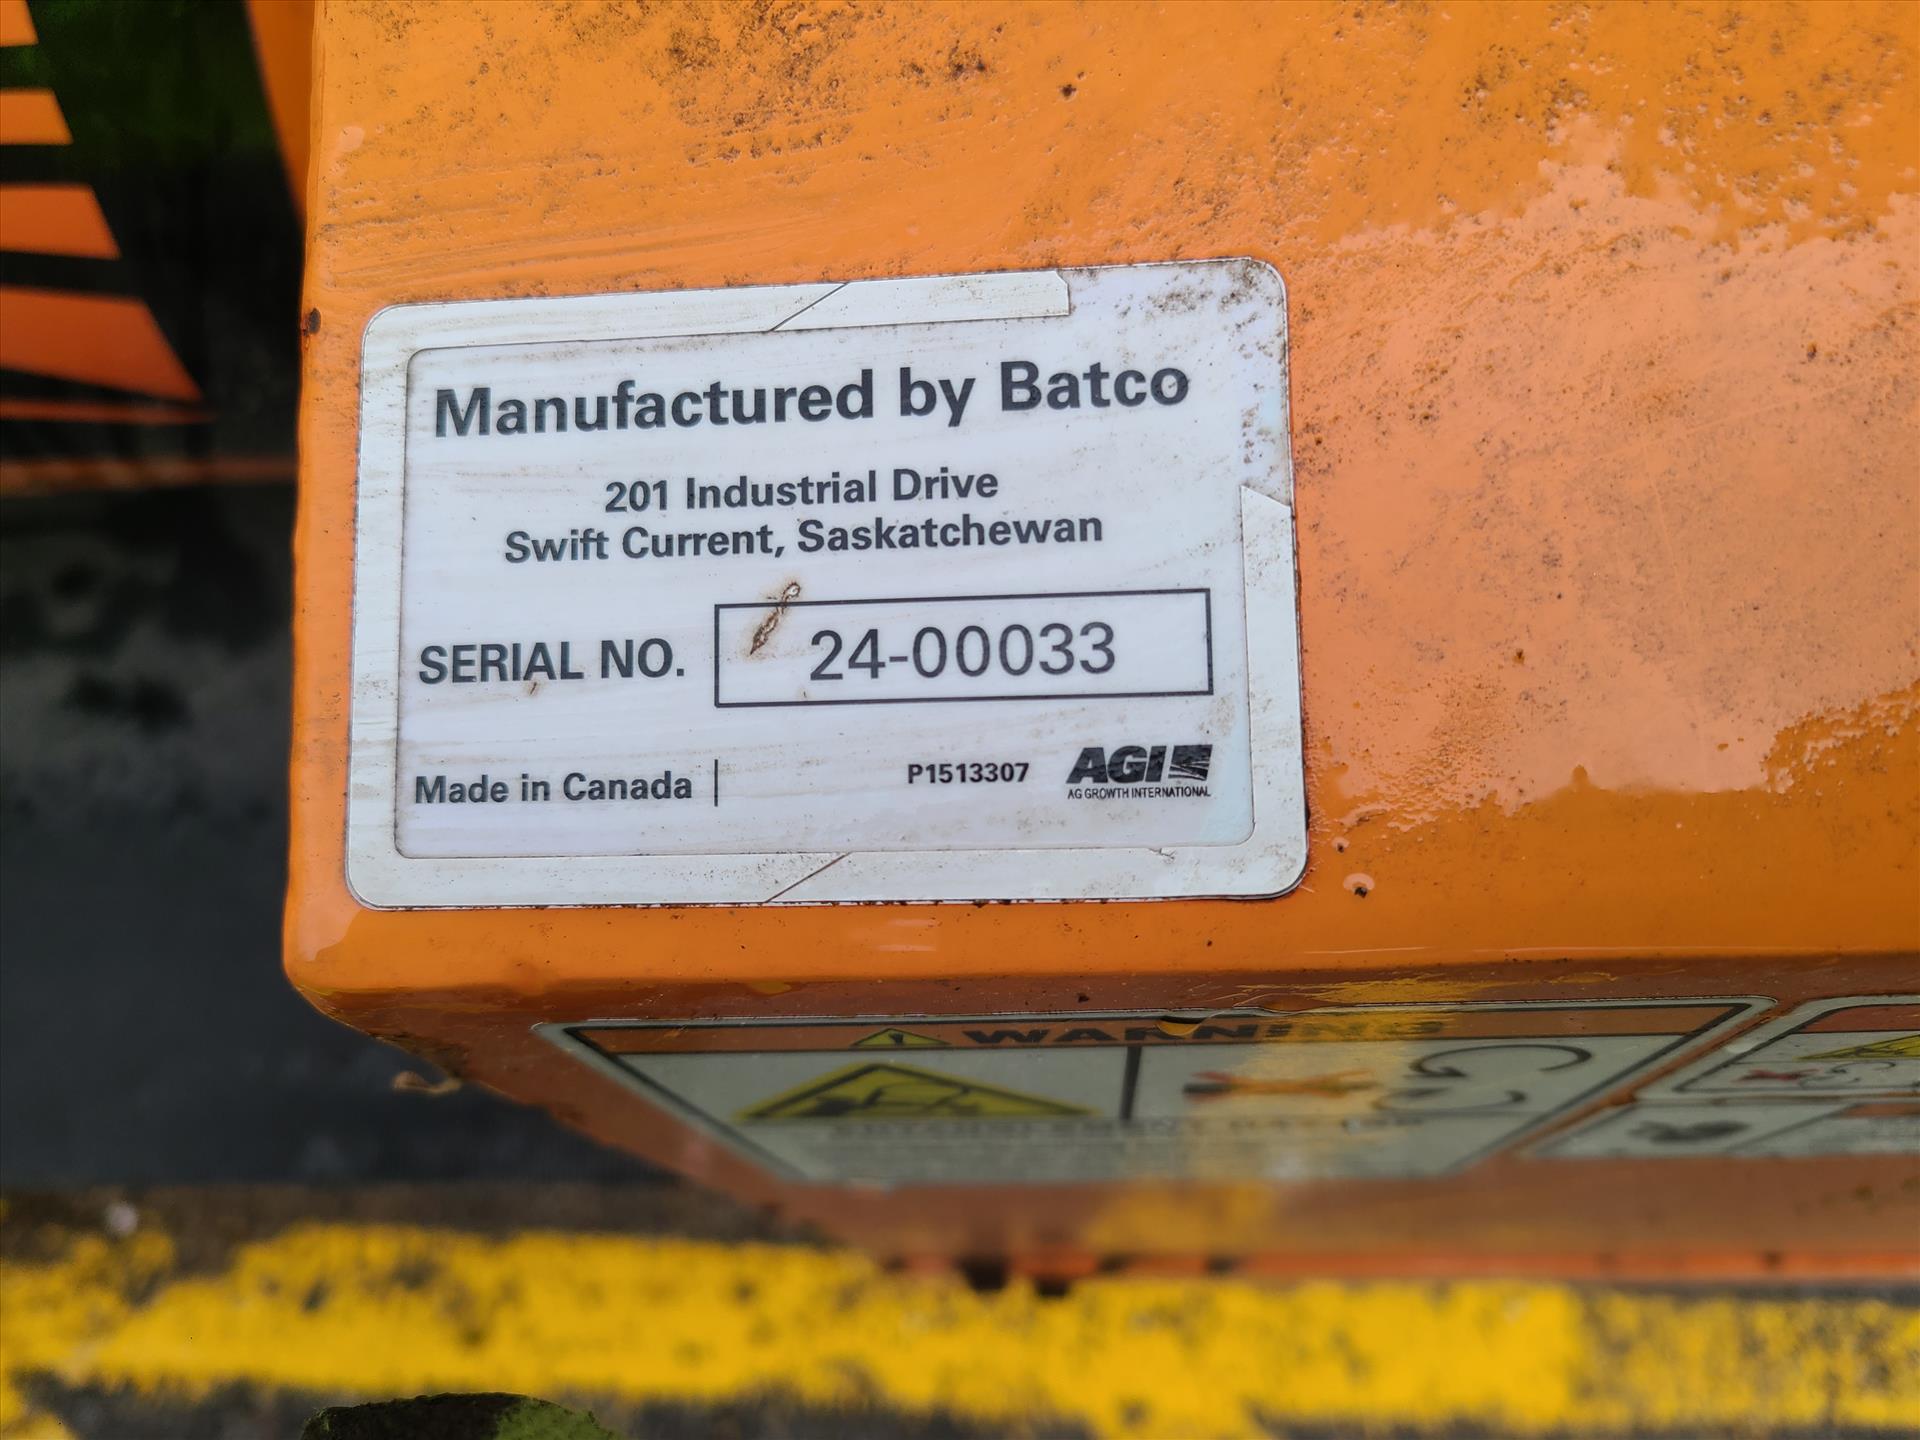 Manufactured by Batco
201 Industrial Drive
Swift Current, Saskatchewan
SERIAL NO. 24-00033
Made in Canada
P1513307
AGI
AG GROWTH INTERNATIONAL
WARNING